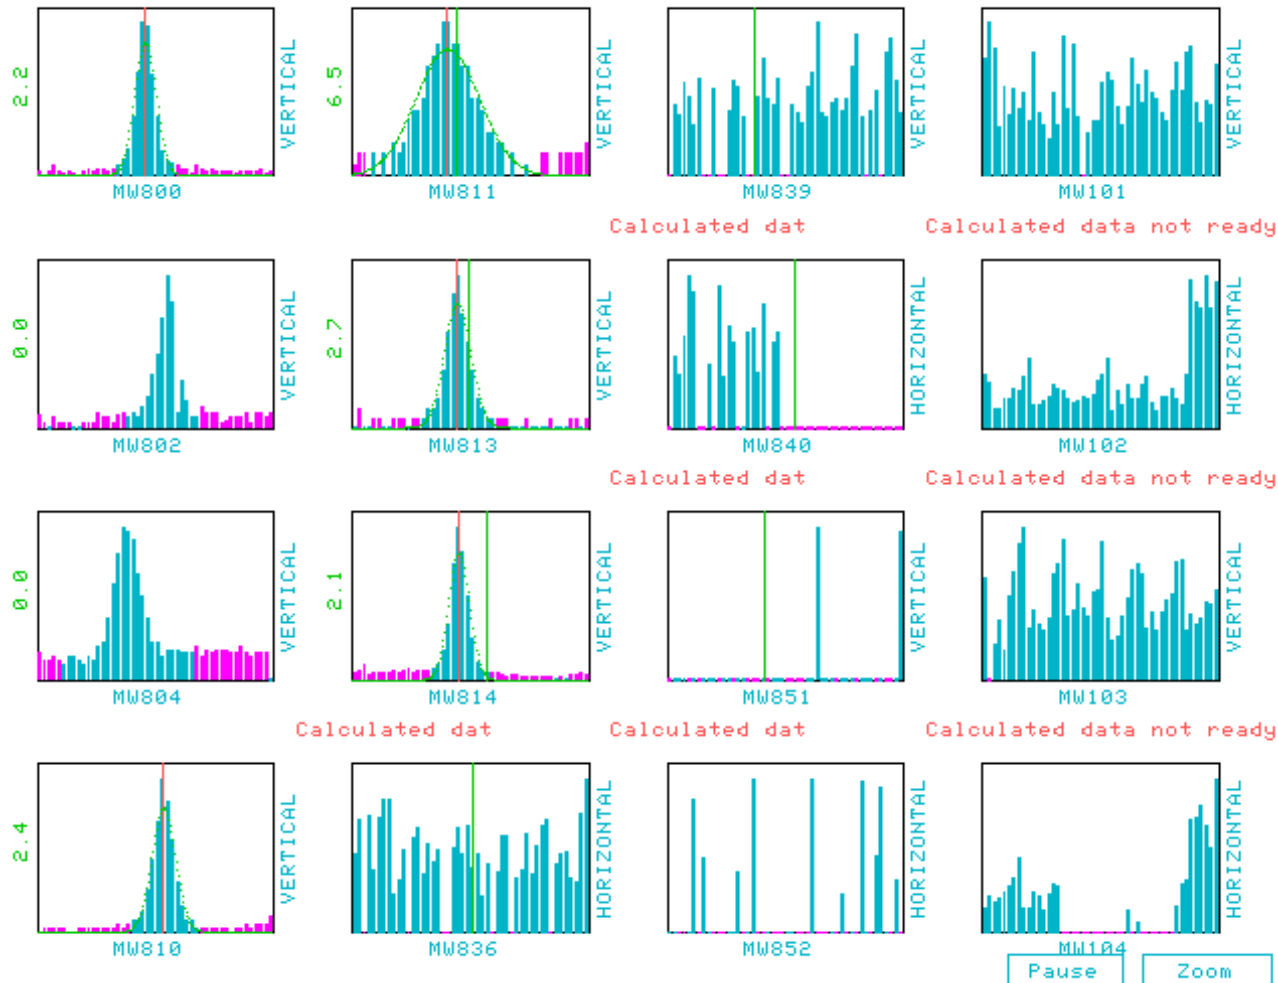 2.2
VERTICAL
6.5
VERTICAL
VERTICAL
VERTICAL
MW800
MW811
MW839
MW101
Calculated dat
Calculated data not ready
0.0
VERTICAL
2.7
VERTICAL
HORIZONTAL
HORIZONTAL
MW802
MW813
MW840
MW102
Calculated dat
Calculated data not ready
0.0
VERTICAL
2.1
VERTICAL
VERTICAL
VERTICAL
MW804
MW814
MW851
MW103
Calculated dat
Calculated dat
Calculated data not ready
2.4
VERTICAL
HORIZONTAL
HORIZONTAL
HORIZONTAL
MW810
MW836
MW852
MW104
Pause
Zoom